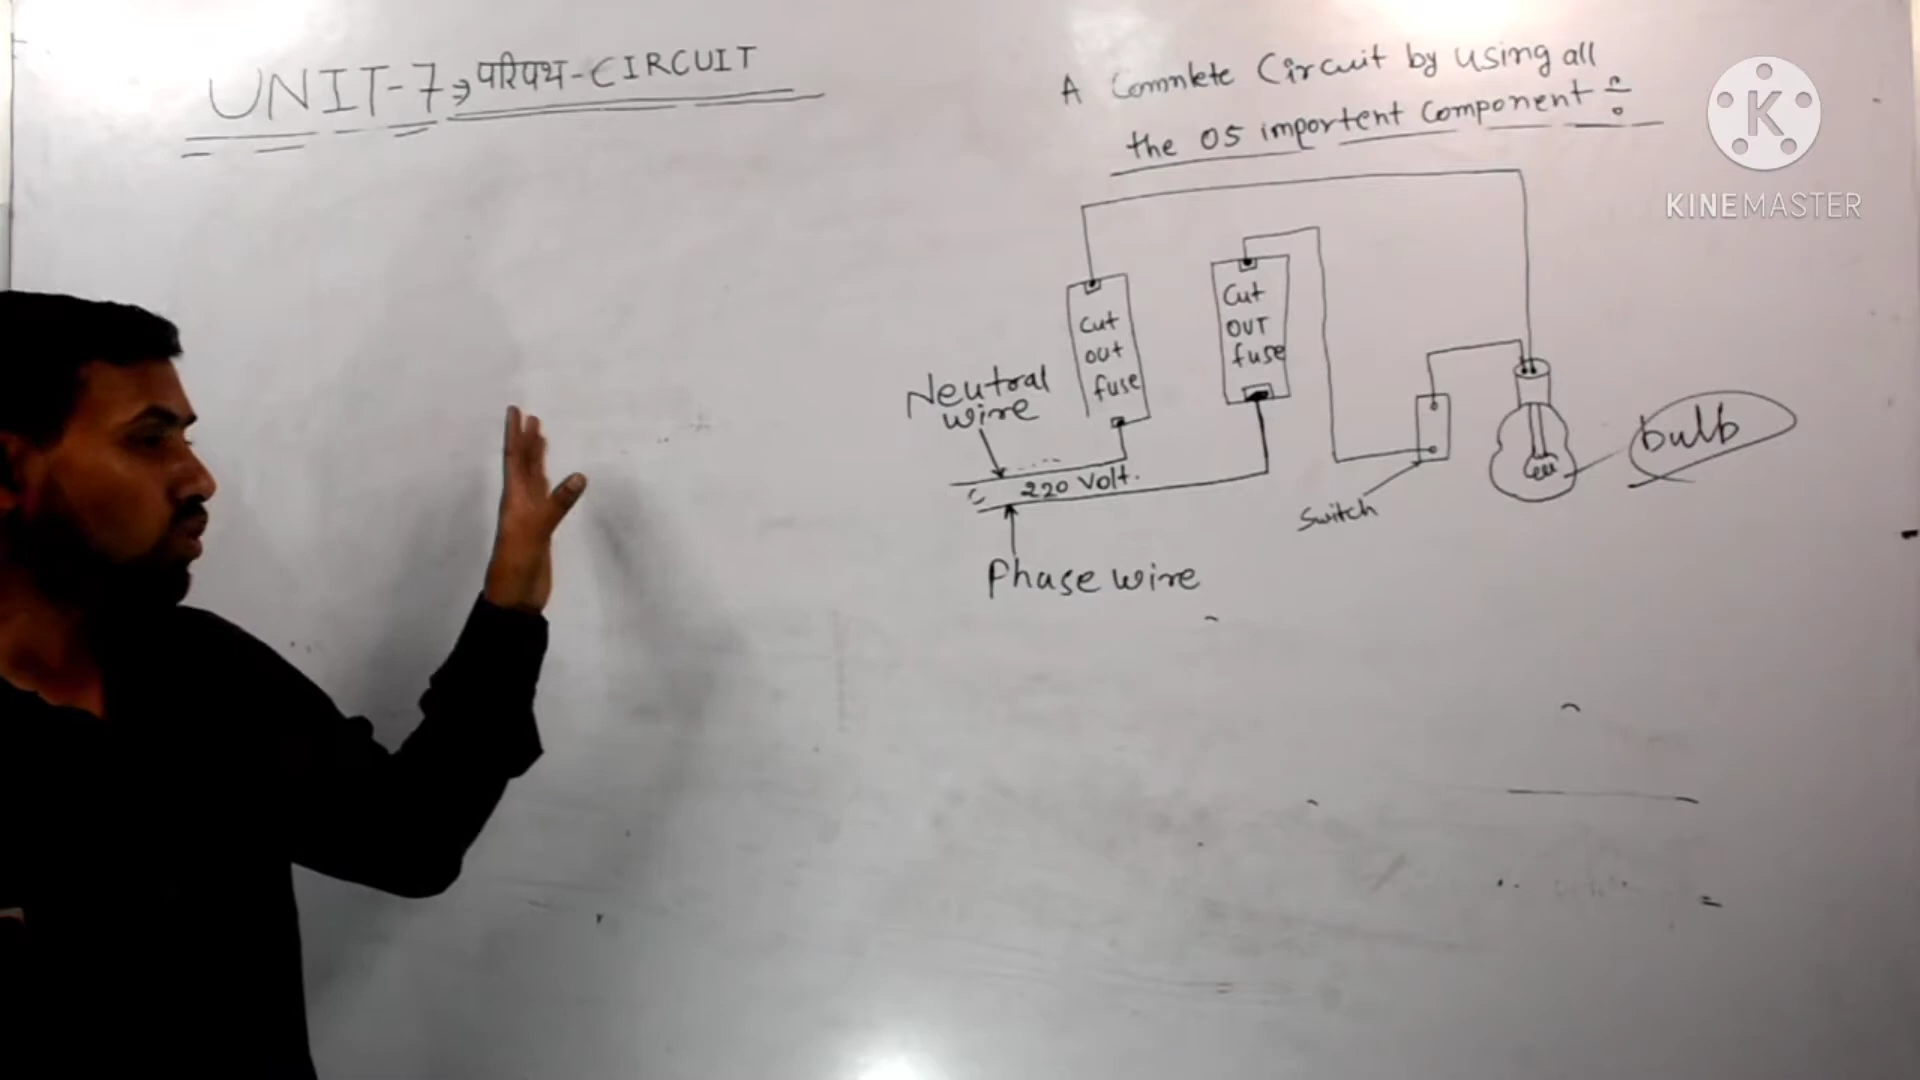 UNIT-7⇒परिपथ-CIRCUIT
A Comnlete Circuit by using all
the 05 importent component ÷
KINEMASTER
Cut
out
fuse
Cut
OUT
fuse
Neutral
wire
220 Volt.
Switch
bulb
Phase wire